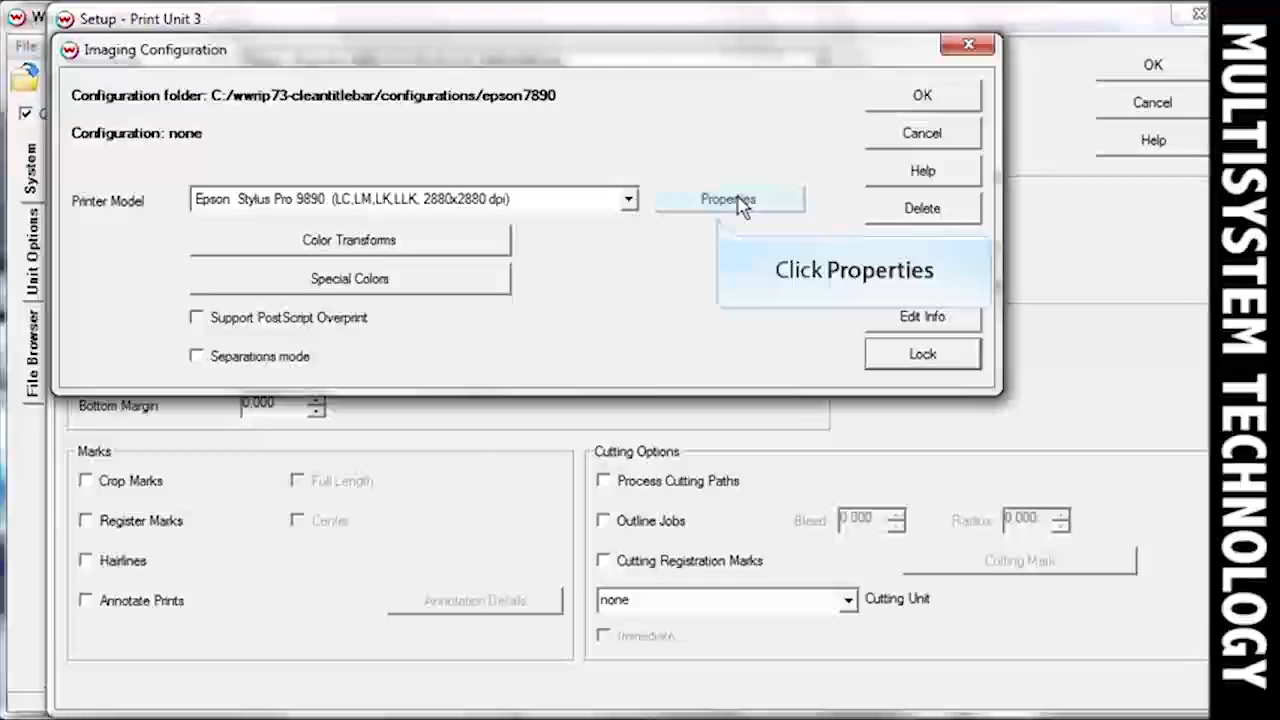 W
Setup - Print Unit 3
File
Imaging Configuration
Configuration folder: C:/wwrip73-cleantitlebar/configurations/epson7890
OK
Configuration: none
Cancel
Help
Printer Model
Epson Stylus Pro 9890 (LC,LM,LK,LLK, 2880x2880 dpi)
Properties
Delete
Color Transforms
Click Properties
Special Colors
Support PostScript Overprint
Edit Info
Separations mode
Lock
OK
Cancel
Help
System
Unit Options
File Browser
Bottom Margin
0.000
Marks
Crop Marks
Full Length
Register Marks
Center
Hairlines
Annotate Prints
Annotation Details
Cutting Options
Process Cutting Paths
Outline Jobs
Bleed
0.000
Radius
0.000
Cutting Registration Marks
Cutting Mark
none
Cutting Unit
Immediate
MULTISYSTEM TECHNOLOGY